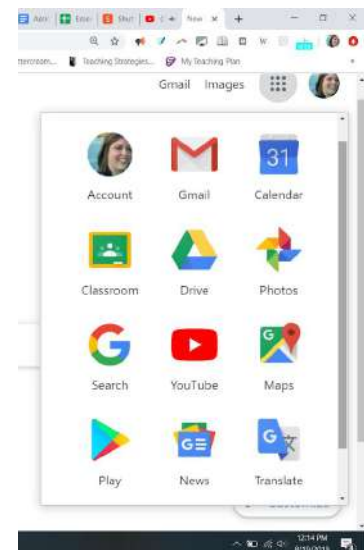 New
Teaching Strategies...
My Teaching Plan
Gmail Images
31
Account Gmail Calendar
Classroom Drive Photos
G
Search YouTube Maps
G
Play News Translate
Customize
12:14 PM